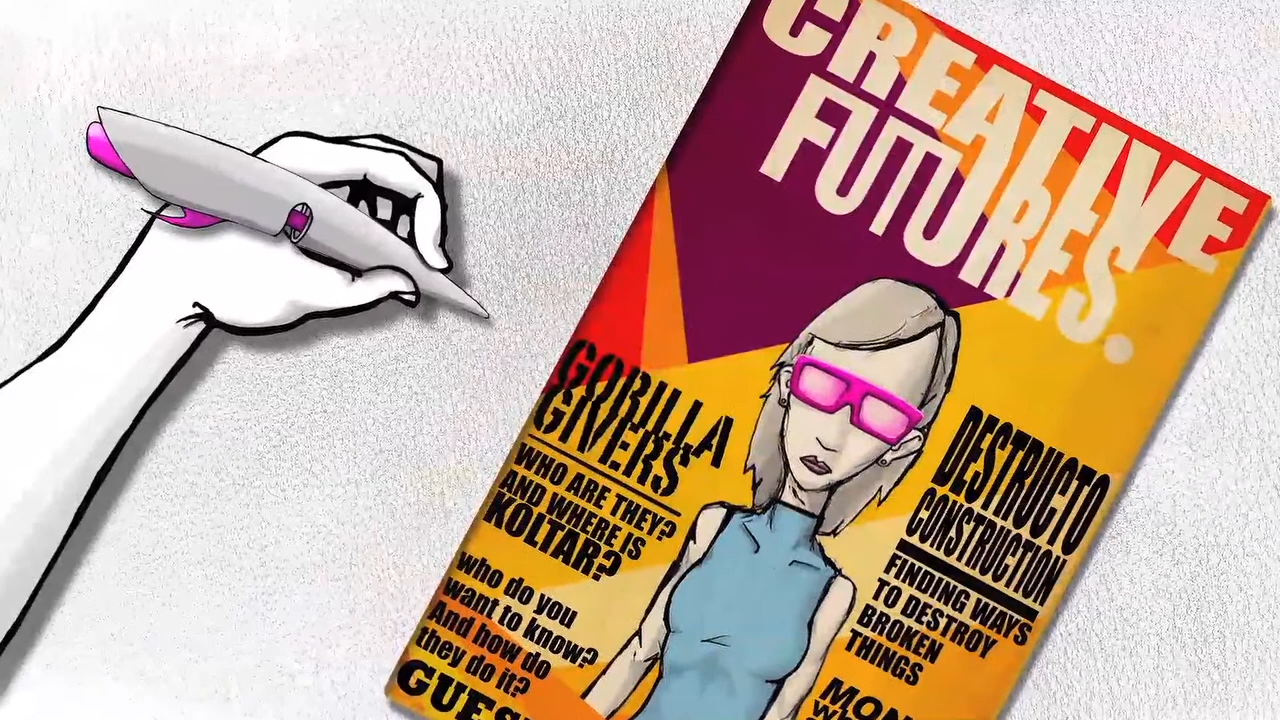 CREATIVE
FUTURES.
GORILLA
GIVERS
WHO ARE THEY?
AND WHERE IS
KOLTAR?
who do you
want to know?
And how do
they do it?
DESTRUCTO
CONSTRUCTION
FINDING WAYS
TO DESTROY
BROKEN
THINGS